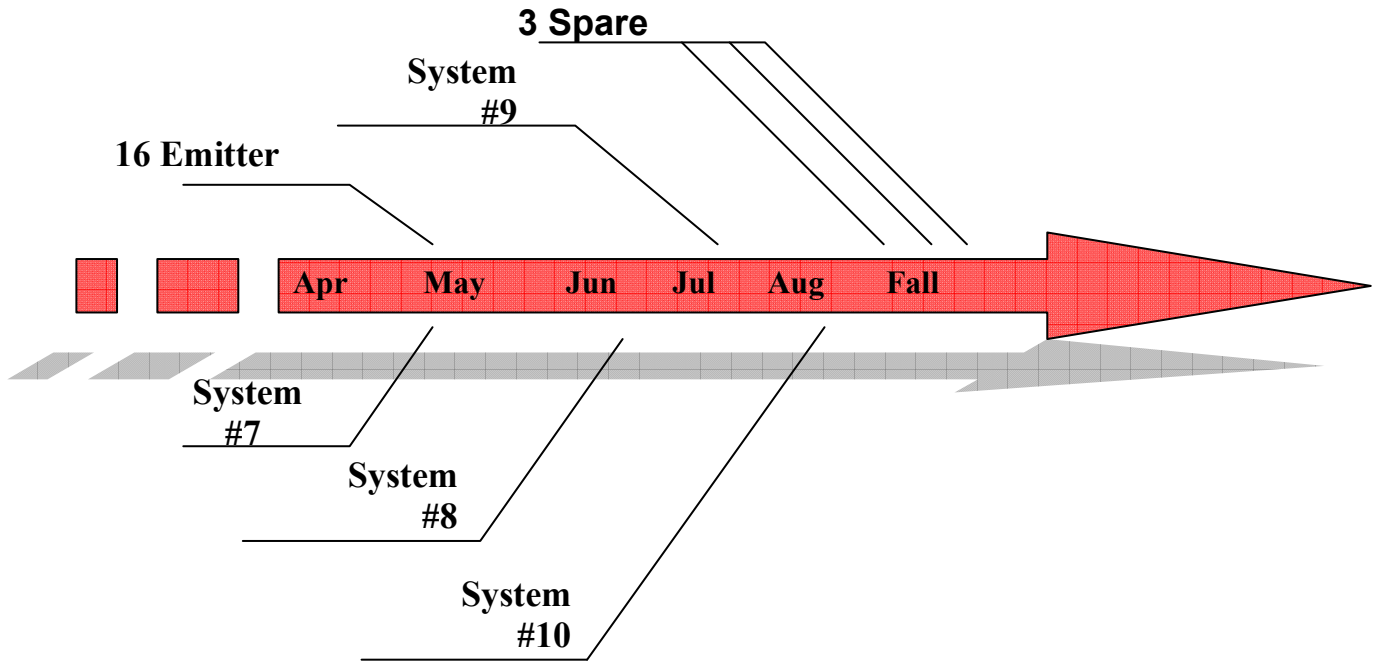 3 Spare
System
#9
16 Emitter
Apr May Jun Jul Aug Fall
System
#7
System
#8
System
#10